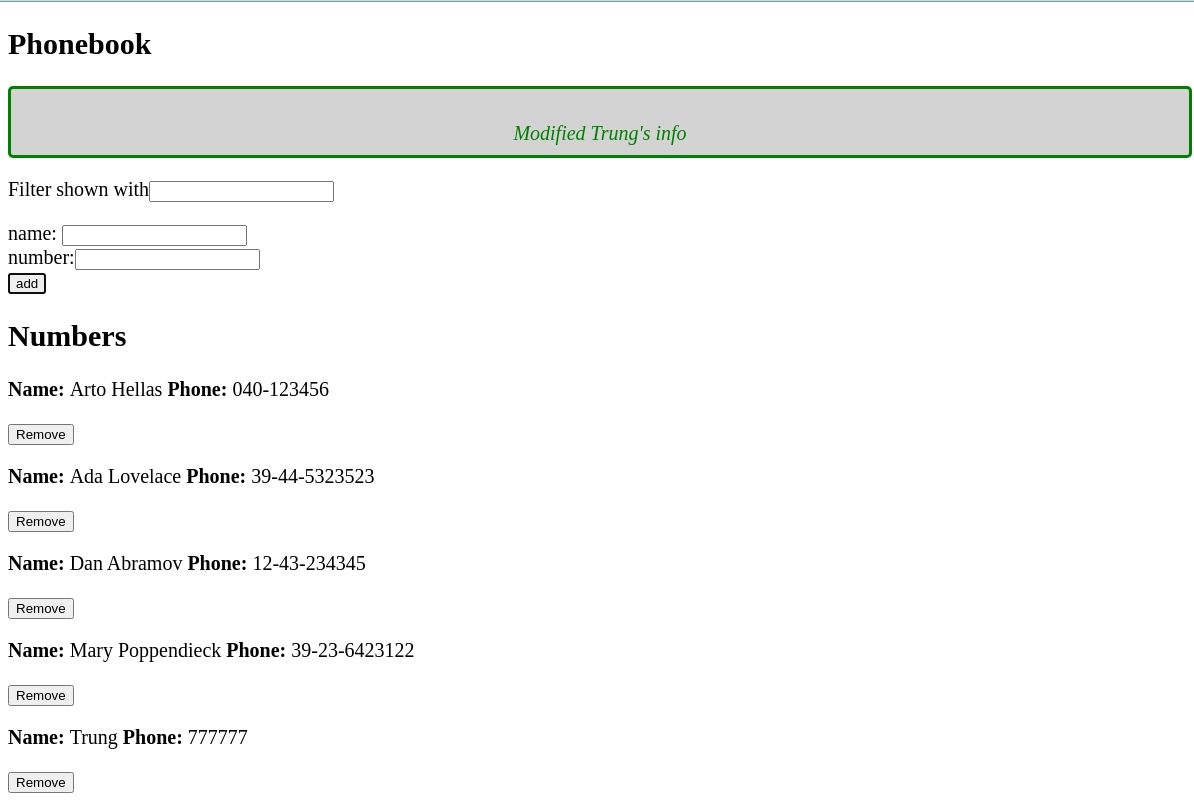 Phonebook
Modified Trung's info
Filter shown with
name:
number:
add
Numbers
Name: Arto Hellas Phone: 040-123456
Remove
Name: Ada Lovelace Phone: 39-44-5323523
Remove
Name: Dan Abramov Phone: 12-43-234345
Remove
Name: Mary Poppendieck Phone: 39-23-6423122
Remove
Name: Trung Phone: 777777
Remove